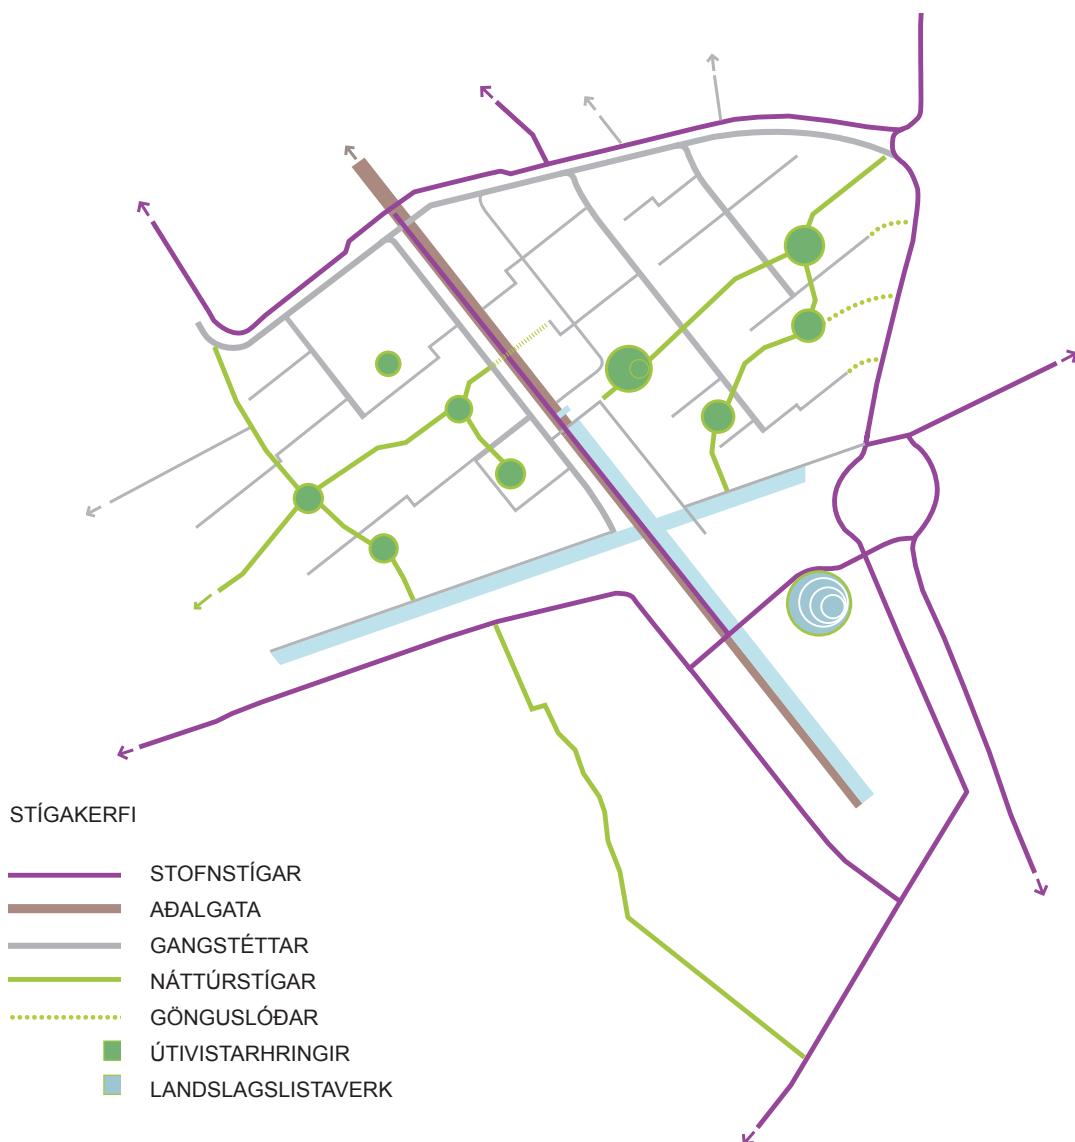 STÍGAKERFI
STOFNSTÍGAR
AÐALGATA
GANGSTÉTTAR
NÁTTÚRSTÍGAR
GÖNGUSLÓÐAR
ÚTIVISTARHRINGIR
LANDSLAGSLISTAVERK